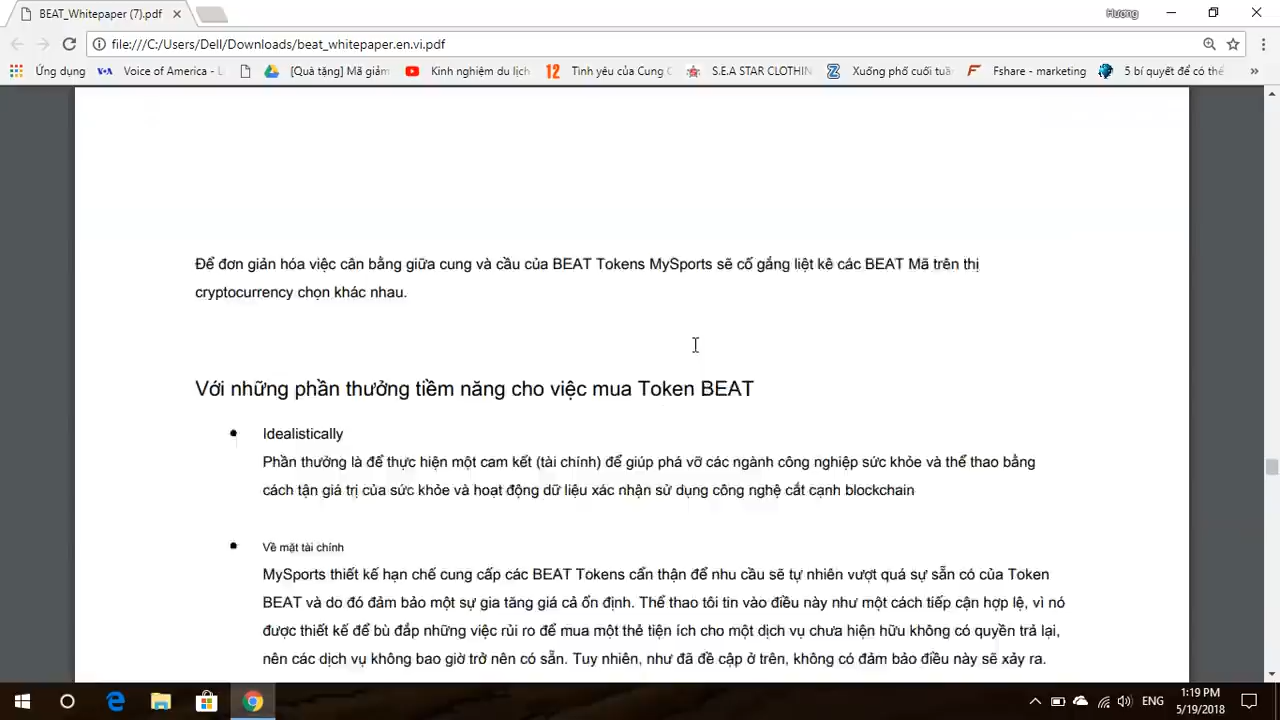 BEAT_Whitepaper (7).pdf
Hương
file:///C:/Users/Dell/Downloads/beat_whitepaper.en.vi.pdf
Ứng dụng Voice of America - [Quà tặng] Mã giảm Kinh nghiệm du lịch Tình yêu của Cung S.E.A STAR CLOTHIN Xuống phố cuối tuần Fshare - marketing 5 bí quyết để có thể »
Để đơn giản hóa việc cân bằng giữa cung và cầu của BEAT Tokens MySports sẽ cố gắng liệt kê các BEAT Mã trên thị
cryptocurrency chọn khác nhau.
Với những phần thưởng tiềm năng cho việc mua Token BEAT
• Idealistically
Phần thưởng là để thực hiện một cam kết (tài chính) để giúp phá vỡ các ngành công nghiệp sức khỏe và thể thao bằng
cách tận giá trị của sức khỏe và hoạt động dữ liệu xác nhận sử dụng công nghệ cắt cạnh blockchain
• Về mặt tài chính
MySports thiết kế hạn chế cung cấp các BEAT Tokens cẩn thận để nhu cầu sẽ tự nhiên vượt quá sự sẵn có của Token
BEAT và do đó đảm bảo một sự gia tăng giá cả ổn định. Thể thao tôi tin vào điều này như một cách tiếp cận hợp lệ, vì nó
được thiết kế để bù đắp những việc rủi ro để mua một thẻ tiện ích cho một dịch vụ chưa hiện hữu không có quyền trả lại,
nên các dịch vụ không bao giờ trở nên có sẵn. Tuy nhiên, như đã đề cập ở trên, không có đảm bảo điều này sẽ xảy ra.
ENG
1:19 PM
5/19/2018